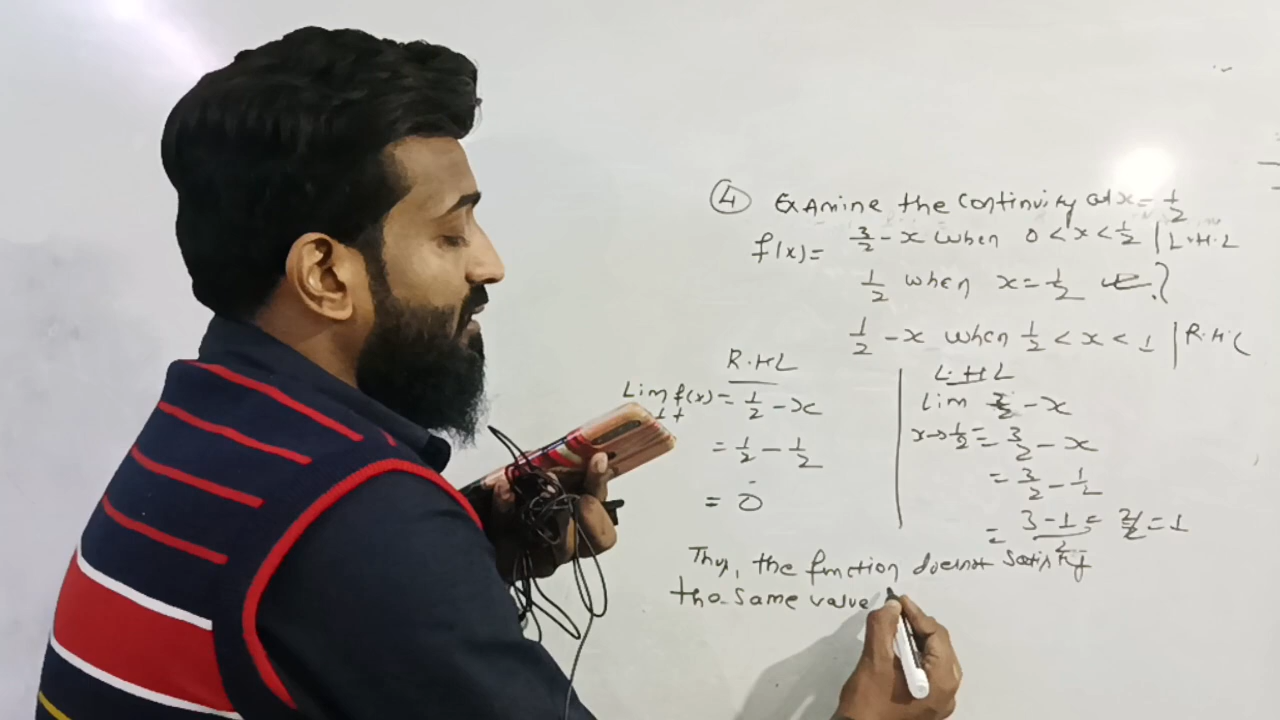 ④ Examine the continuity at x = 1/2
f(x) = 3/2 - x when 0 < x < 1/2 | L.H.L
1/2 when x = 1/2 ?
1/2 - x when 1/2 < x < 1 | R.H.L
R.H.L
Lim f(x) = 1/2 - x
= 1/2 - 1/2
= 0
L.H.L
Lim 3/2 - x
x→1/2 = 3/2 - x
= 3/2 - 1/2
= 3-1/2 = 2/2 = 1
Thus, the function doesnot satisfy
the same value